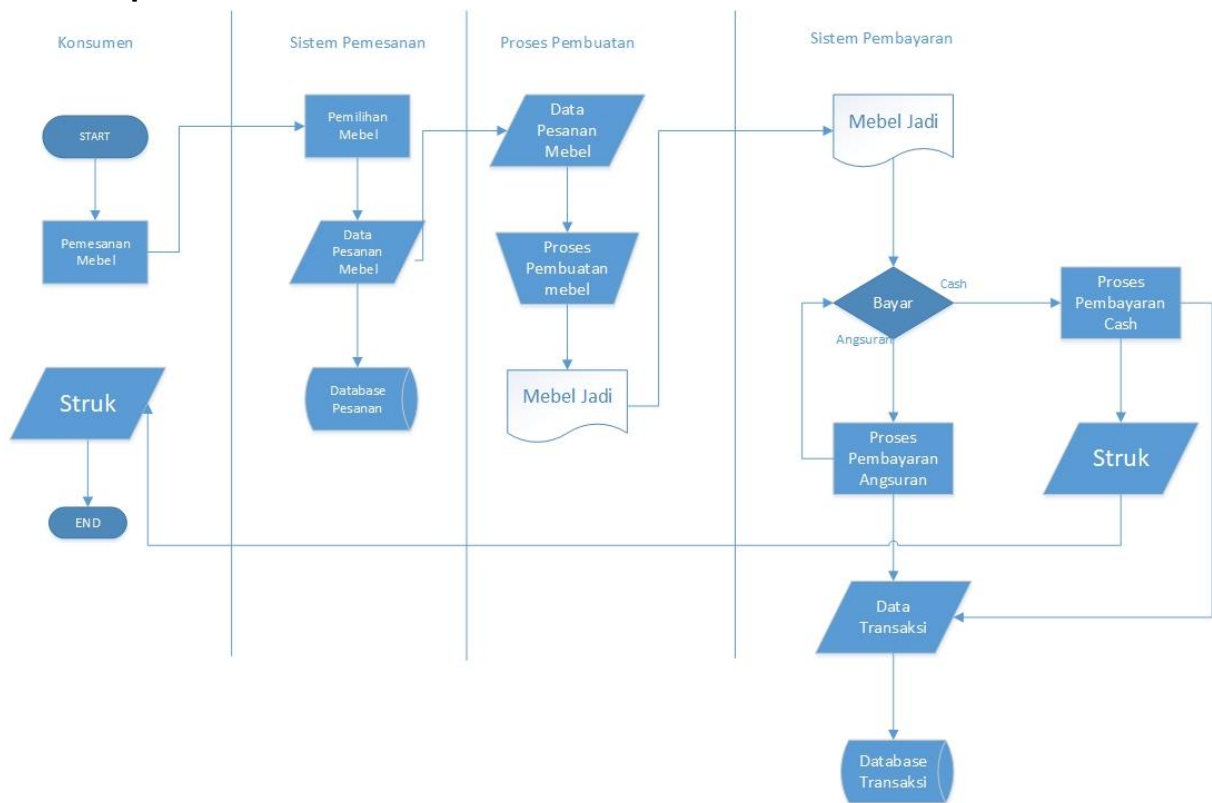 Konsumen
Sistem Pemesanan
Proses Pembuatan
Sistem Pembayaran
START
Pemesanan
Mebel
Struk
END
Pemilihan
Mebel
Data
Pesanan
Mebel
Database
Pesanan
Data
Pesanan
Mebel
Proses
Pembuatan
mebel
Mebel Jadi
Mebel Jadi
Bayar
Cash
Angsuran
Proses
Pembayaran
Cash
Proses
Pembayaran
Angsuran
Struk
Data
Transaksi
Database
Transaksi